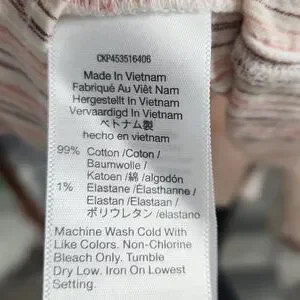 CKP453516406
Made In Vietnam
Fabriqué Au Viêt Nam
Hergestellt In Vietnam
Vervaardigd In Vietnam
ベトナム製
hecho en vietnam
99% Cotton /Coton /
Baumwolle /
Katoen /綿 /algodón
1% Elastane /Élasthanne /
Elastan /Elastaan /
ポリウレタン /elastano
Machine Wash Cold With
Like Colors. Non-Chlorine
Bleach Only. Tumble
Dry Low. Iron On Lowest
Setting.